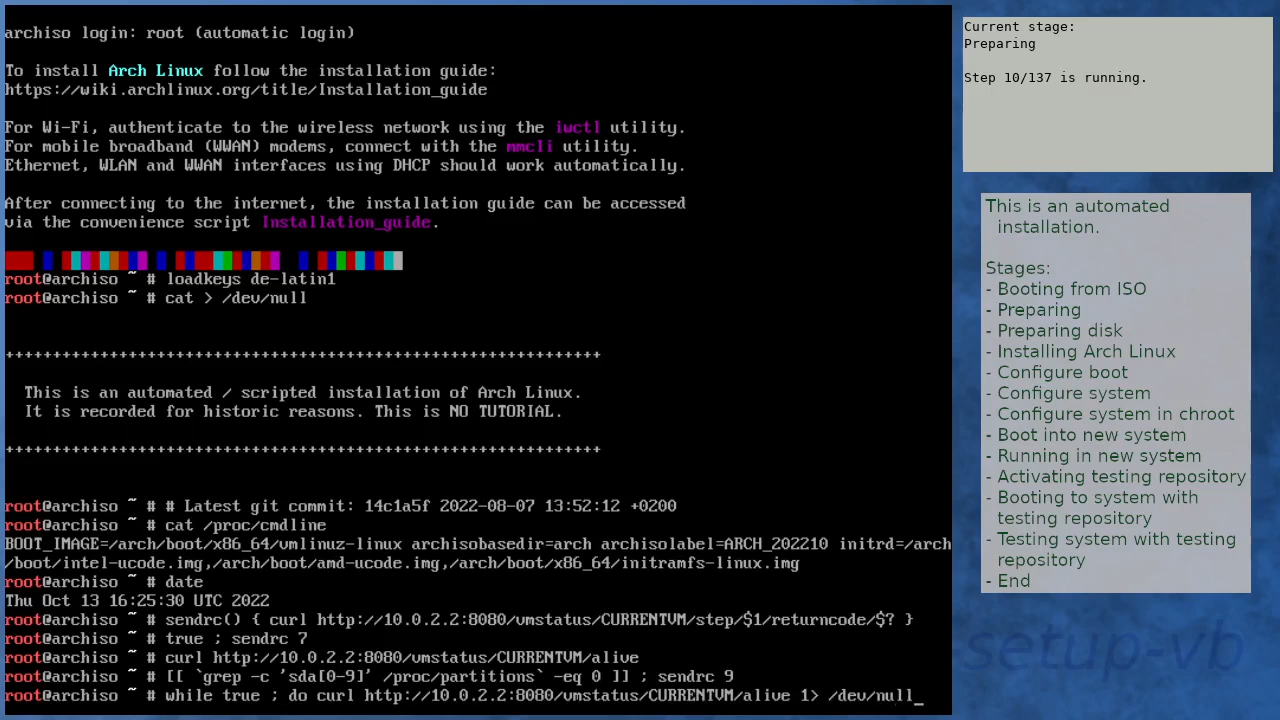 archiso login: root (automatic login)
To install Arch Linux follow the installation guide:
https://wiki.archlinux.org/title/Installation_guide
For Wi-Fi, authenticate to the wireless network using the iwctl utility.
For mobile broadband (WWAN) modems, connect with the mmcli utility.
Ethernet, WLAN and WWAN interfaces using DHCP should work automatically.
After connecting to the internet, the installation guide can be accessed
via the convenience script Installation_guide.
root@archiso ~ # loadkeys de-latin1
root@archiso ~ # cat > /dev/null
+++++++++++++++++++++++++++++++++++++++++++++++++++++++++++++++
This is an automated / scripted installation of Arch Linux.
It is recorded for historic reasons. This is NO TUTORIAL.
+++++++++++++++++++++++++++++++++++++++++++++++++++++++++++++++
root@archiso ~ # # Latest git commit: 14c1a5f 2022-08-07 13:52:12 +0200
root@archiso ~ # cat /proc/cmdline
BOOT_IMAGE=/arch/boot/x86_64/vmlinuz-linux archisobasedir=arch archisolabel=ARCH_202210 initrd=/arch
/boot/intel-ucode.img,/arch/boot/amd-ucode.img,/arch/boot/x86_64/initramfs-linux.img
root@archiso ~ # date
Thu Oct 13 16:25:30 UTC 2022
root@archiso ~ # sendrc() { curl http://10.0.2.2:8080/vmstatus/CURRENTVM/step/$1/returncode/$? }
root@archiso ~ # true ; sendrc 7
root@archiso ~ # curl http://10.0.2.2:8080/vmstatus/CURRENTVM/alive
root@archiso ~ # [[ `grep -c 'sda[0-9]' /proc/partitions` -eq 0 ]] ; sendrc 9
root@archiso ~ # while true ; do curl http://10.0.2.2:8080/vmstatus/CURRENTVM/alive 1> /dev/null_
Current stage:
Preparing
Step 10/137 is running.
This is an automated
installation.
Stages:
- Booting from ISO
- Preparing
- Preparing disk
- Installing Arch Linux
- Configure boot
- Configure system
- Configure system in chroot
- Boot into new system
- Running in new system
- Activating testing repository
- Booting to system with
testing repository
- Testing system with testing
repository
- End
setup-vb